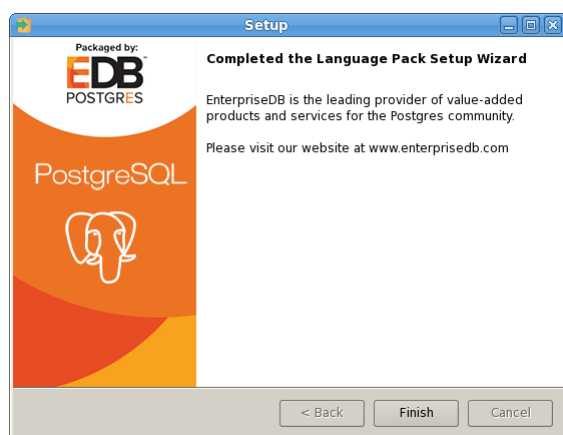 Setup
Packaged by:
EDB
POSTGRES
PostgreSQL
Completed the Language Pack Setup Wizard
EnterpriseDB is the leading provider of value-added
products and services for the Postgres community.
Please visit our website at www.enterprisedb.com
< Back
Finish
Cancel